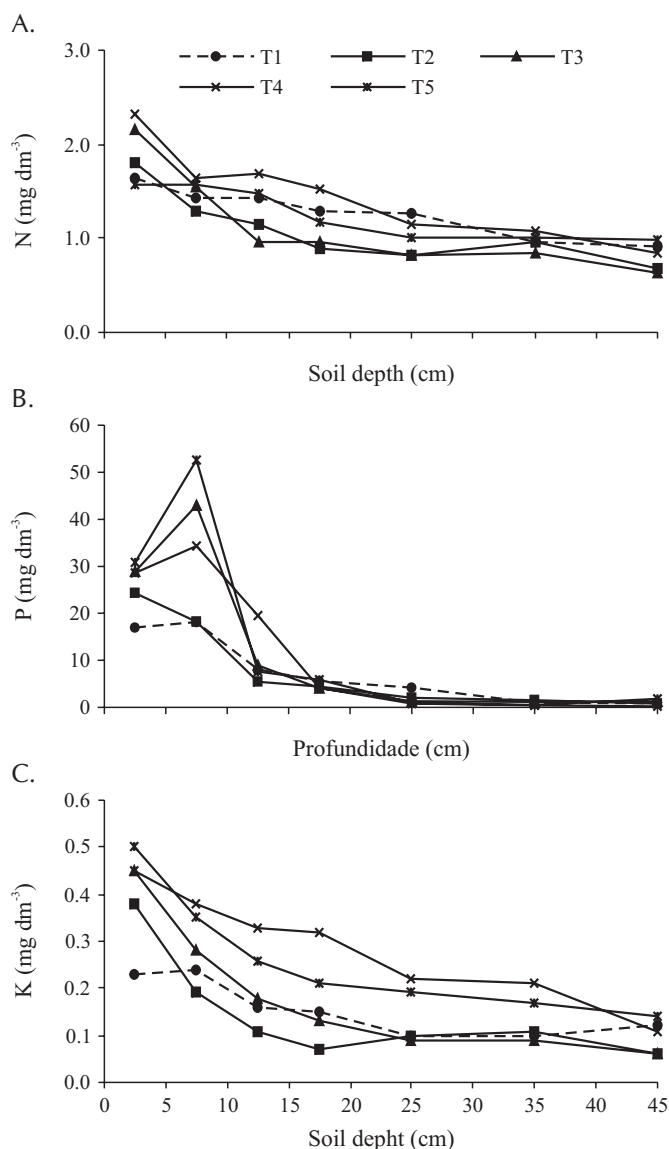 A.
3.0
T1 T2 T3
T4 T5
2.0
1.0
0.0
N (mg dm⁻³)
Soil depth (cm)
B.
60
50
40
30
20
10
0
P (mg dm⁻³)
Profundidade (cm)
C.
0.6
0.5
0.4
0.3
0.2
0.1
0.0
K (mg dm⁻³)
0 5 10 15 20 25 30 35 40 45
Soil depht (cm)